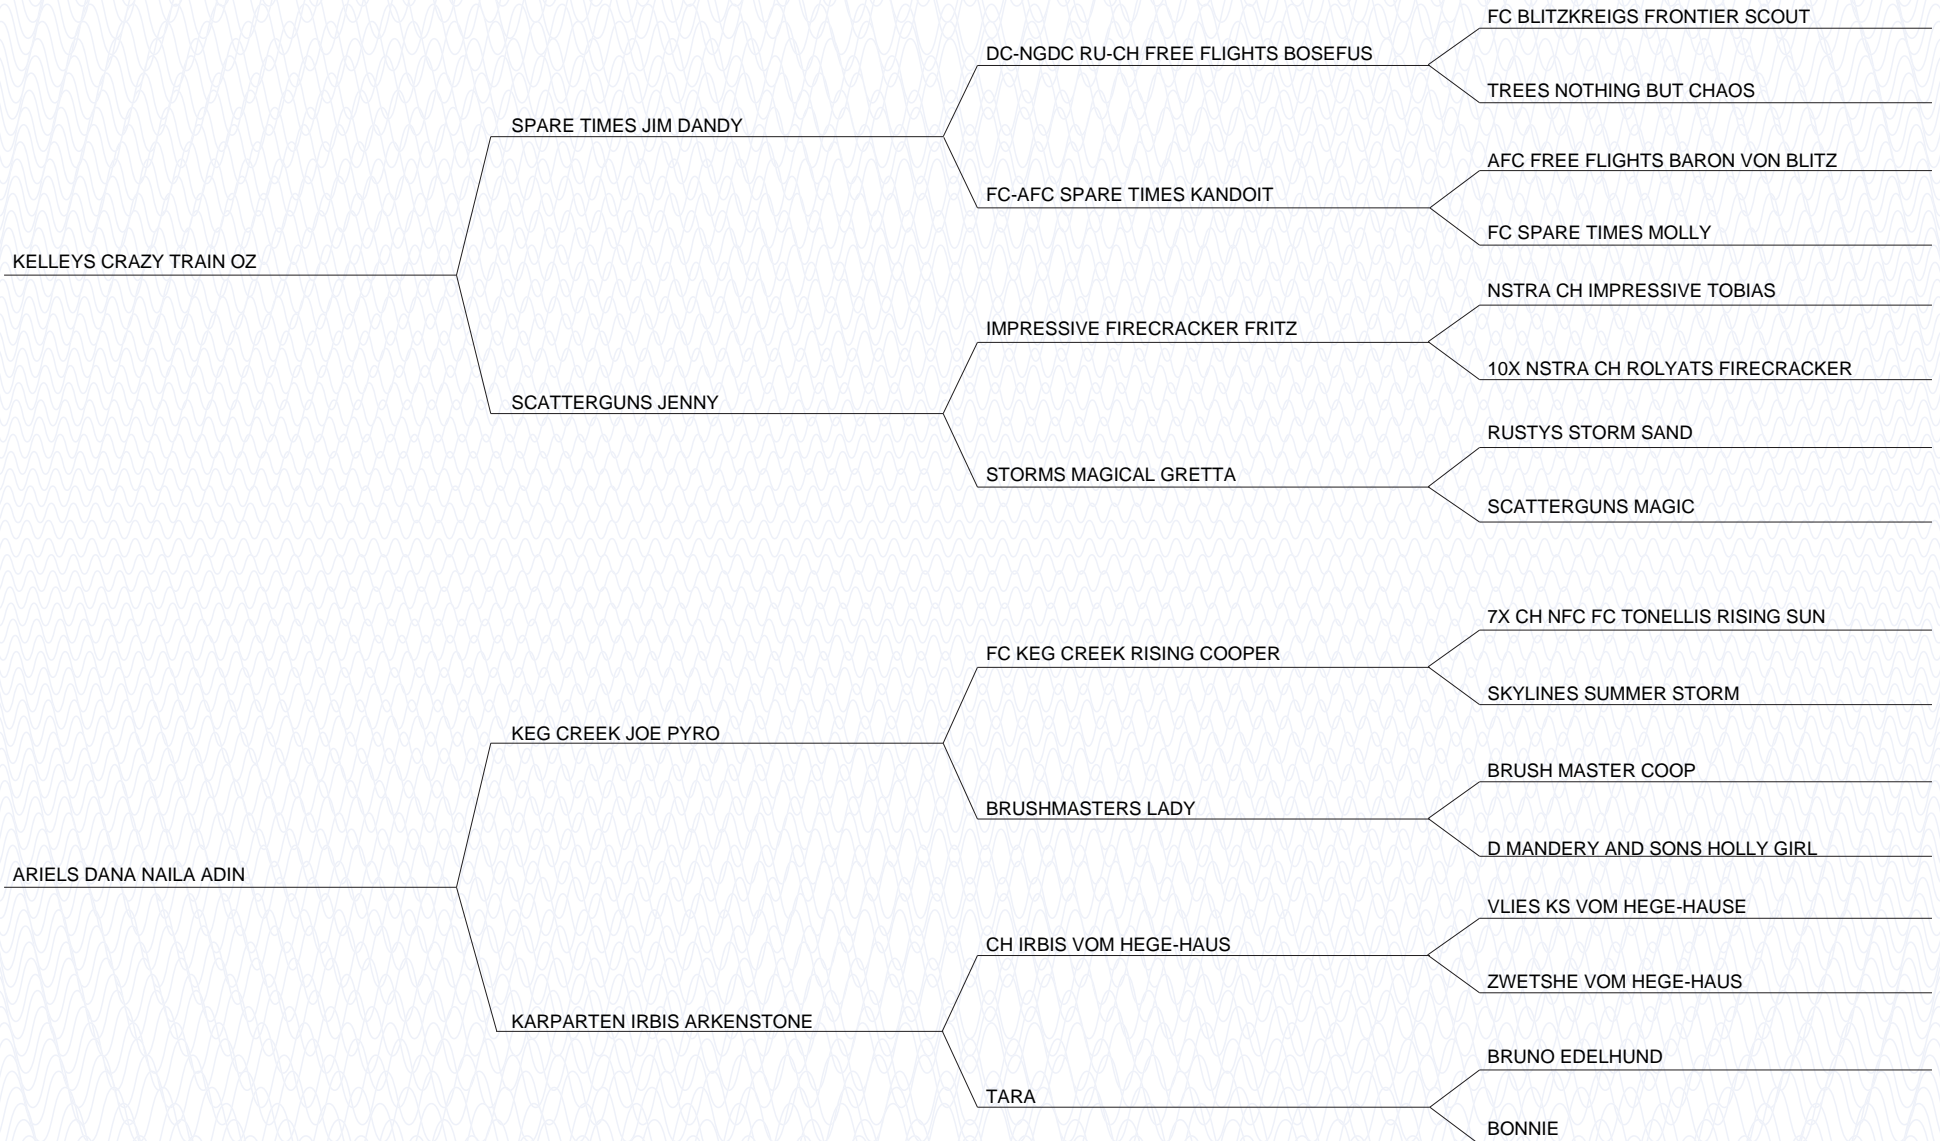 FC BLITZKREIGS FRONTIER SCOUT
DC-NGDC RU-CH FREE FLIGHTS BOSEFUS
TREES NOTHING BUT CHAOS
SPARE TIMES JIM DANDY
AFC FREE FLIGHTS BARON VON BLITZ
FC-AFC SPARE TIMES KANDOIT
FC SPARE TIMES MOLLY
KELLEYS CRAZY TRAIN OZ
NSTRA CH IMPRESSIVE TOBIAS
IMPRESSIVE FIRECRACKER FRITZ
10X NSTRA CH ROLYATS FIRECRACKER
SCATTERGUNS JENNY
RUSTYS STORM SAND
STORMS MAGICAL GRETTA
SCATTERGUNS MAGIC
7X CH NFC FC TONELLIS RISING SUN
FC KEG CREEK RISING COOPER
SKYLINES SUMMER STORM
KEG CREEK JOE PYRO
BRUSH MASTER COOP
BRUSHMASTERS LADY
D MANDERY AND SONS HOLLY GIRL
ARIELS DANA NAILA ADIN
VLIES KS VOM HEGE-HAUSE
CH IRBIS VOM HEGE-HAUS
ZWETSHE VOM HEGE-HAUS
KARPARTEN IRBIS ARKENSTONE
BRUNO EDELHUND
TARA
BONNIE